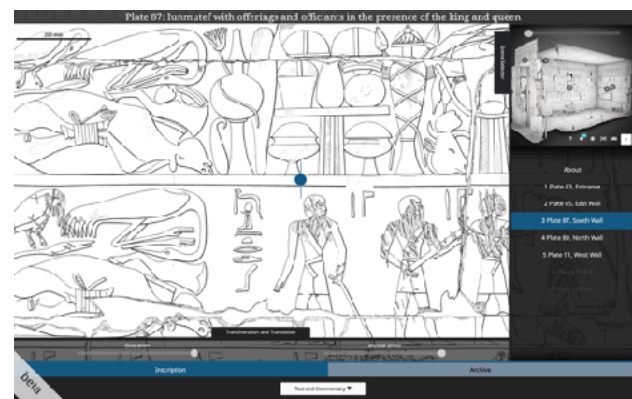 Plate 87: Iunmutef with offerings and officiants in the presence of the king and queen
200 mm
About
1 Plate 83, Entrance
2 Plate 85, East Wall
3 Plate 87, South Wall
4 Plate 89, North Wall
5 Plate 91, West Wall
Transliteration and Translation
Inscription
Archive
Text and Commentary
beta